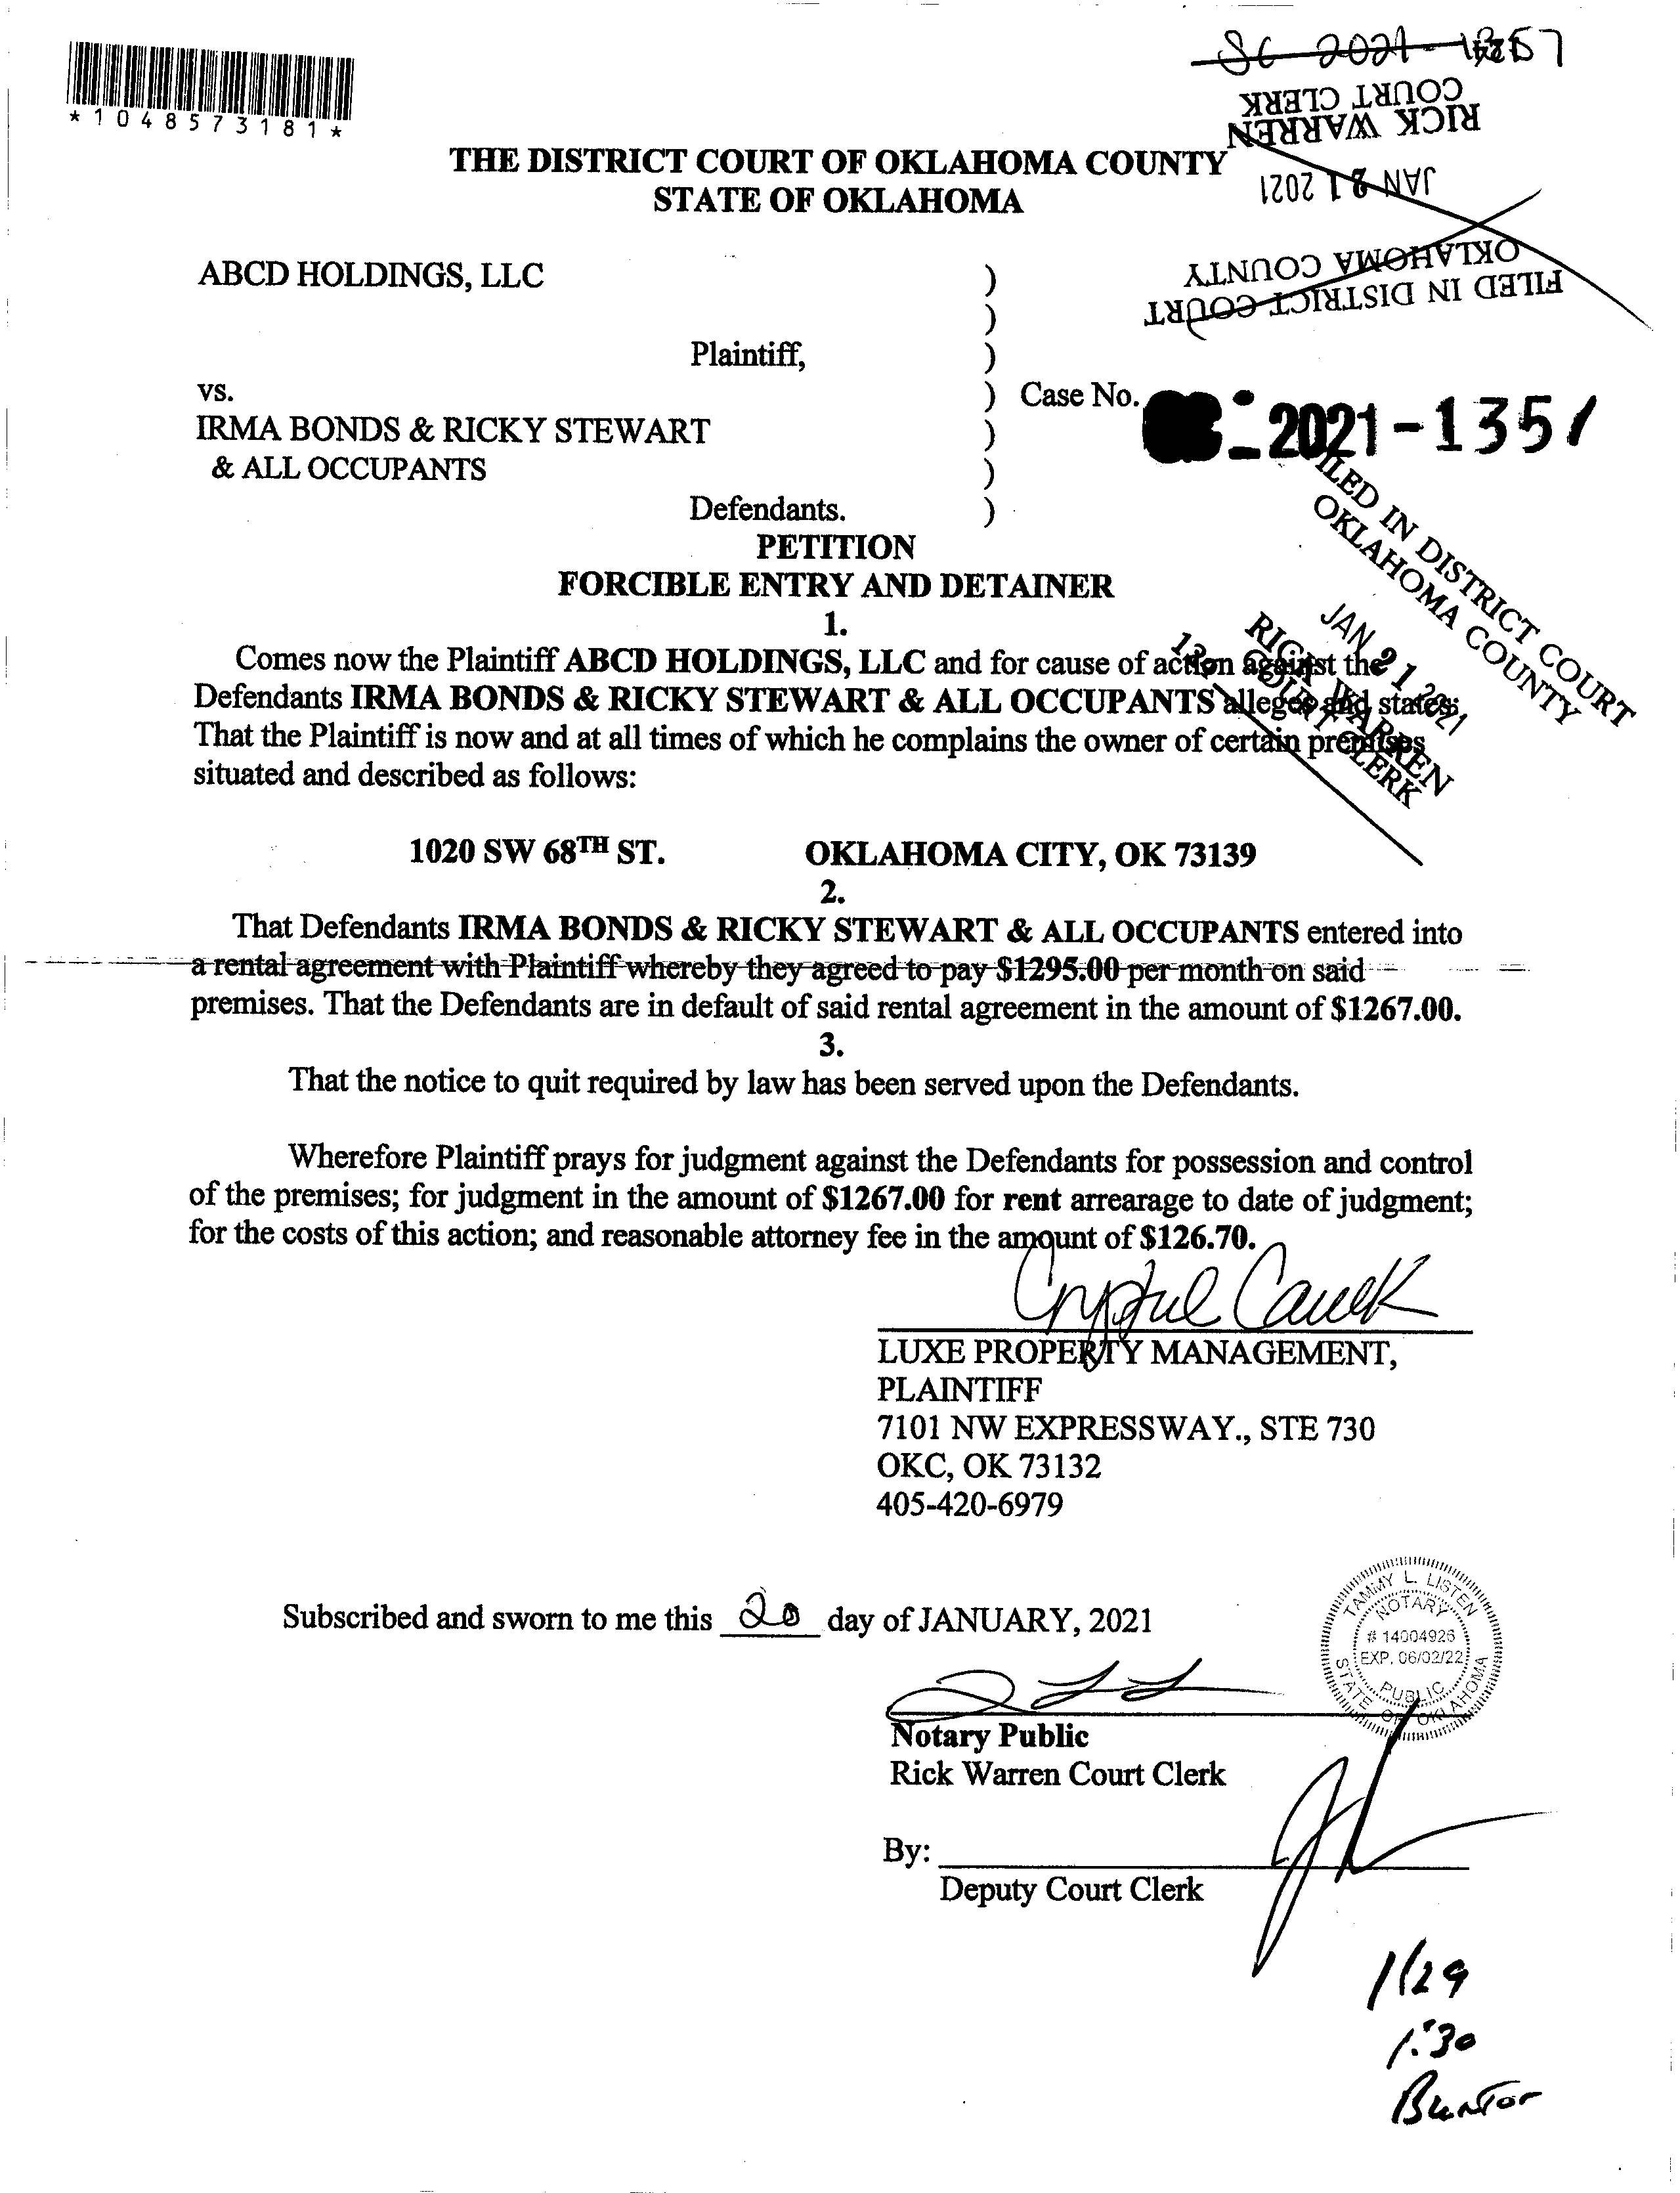 *1048573181*
RICK WARREN
COURT CLERK
JAN 21 2021
FILED IN DISTRICT COURT
OKLAHOMA COUNTY
THE DISTRICT COURT OF OKLAHOMA COUNTY
STATE OF OKLAHOMA
ABCD HOLDINGS, LLC )
)
Plaintiff, )
vs. ) Case No. 2021-1351
IRMA BONDS & RICKY STEWART )
& ALL OCCUPANTS )
Defendants. )
FILED IN DISTRICT COURT
OKLAHOMA COUNTY
JAN 21 2021
RICK WARREN
COURT CLERK
PETITION
FORCIBLE ENTRY AND DETAINER
1.
Comes now the Plaintiff ABCD HOLDINGS, LLC and for cause of action against the
Defendants IRMA BONDS & RICKY STEWART & ALL OCCUPANTS alleges and states:
That the Plaintiff is now and at all times of which he complains the owner of certain premises
situated and described as follows:
1020 SW 68TH ST. OKLAHOMA CITY, OK 73139
2.
That Defendants IRMA BONDS & RICKY STEWART & ALL OCCUPANTS entered into
a rental agreement with Plaintiff whereby they agreed to pay $1295.00 per month on said
premises. That the Defendants are in default of said rental agreement in the amount of $1267.00.
3.
That the notice to quit required by law has been served upon the Defendants.
Wherefore Plaintiff prays for judgment against the Defendants for possession and control
of the premises; for judgment in the amount of $1267.00 for rent arrearage to date of judgment;
for the costs of this action; and reasonable attorney fee in the amount of $126.70.
Crystal Caulk
LUXE PROPERTY MANAGEMENT,
PLAINTIFF
7101 NW EXPRESSWAY., STE 730
OKC, OK 73132
405-420-6979
Subscribed and sworn to me this 20 day of JANUARY, 2021
TAMMY L. LISTEN
NOTARY
# 14004926
EXP. 06/02/22
PUBLIC
STATE OF OKLAHOMA
Notary Public
Rick Warren Court Clerk
By:
Deputy Court Clerk
1/29
1:30
Buntor